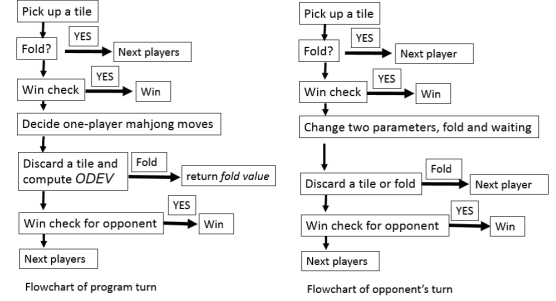 Pick up a tile
YES
Fold?
Next players
YES
Win check
Win
Decide one-player mahjong moves
Discard a tile and
compute ODEV
Fold
return fold value
YES
Win check for opponent
Win
Next players
Flowchart of program turn
Pick up a tile
YES
Fold?
Next player
YES
Win check
Win
Change two parameters, fold and waiting
Fold
Discard a tile or fold
Next player
YES
Win check for opponent
Win
Next players
Flowchart of opponent's turn